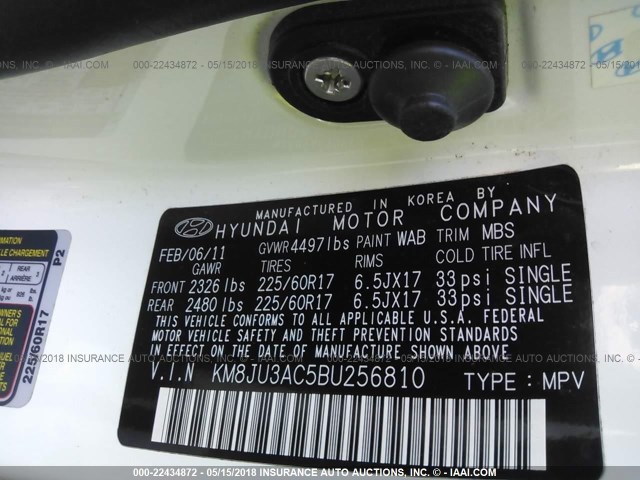 000-22434872 - 05/15/2018 INSURANCE AUTO AUCTIONS, INC. - IAAI.COM
MANUFACTURED IN KOREA BY
HYUNDAI MOTOR COMPANY
FEB/06/11 GVWR 4497lbs PAINT WAB TRIM MBS
GAWR TIRES RIMS COLD TIRE INFL
FRONT 2326 lbs 225/60R17 6.5JX17 33psi SINGLE
REAR 2480 lbs 225/60R17 6.5JX17 33psi SINGLE
THIS VEHICLE CONFORMS TO ALL APPLICABLE U.S.A. FEDERAL
MOTOR VEHICLE SAFETY AND THEFT PREVENTION STANDARDS
IN EFFECT ON THE DATE OF MANUFACTURE SHOWN ABOVE.
V.I.N KM8JU3AC5BU256810 TYPE : MPV
P2
REAR
ARRIÈRE
225/60R17
000-22434872 - 05/15/2018 INSURANCE AUTO AUCTIONS, INC. - IAAI.COM